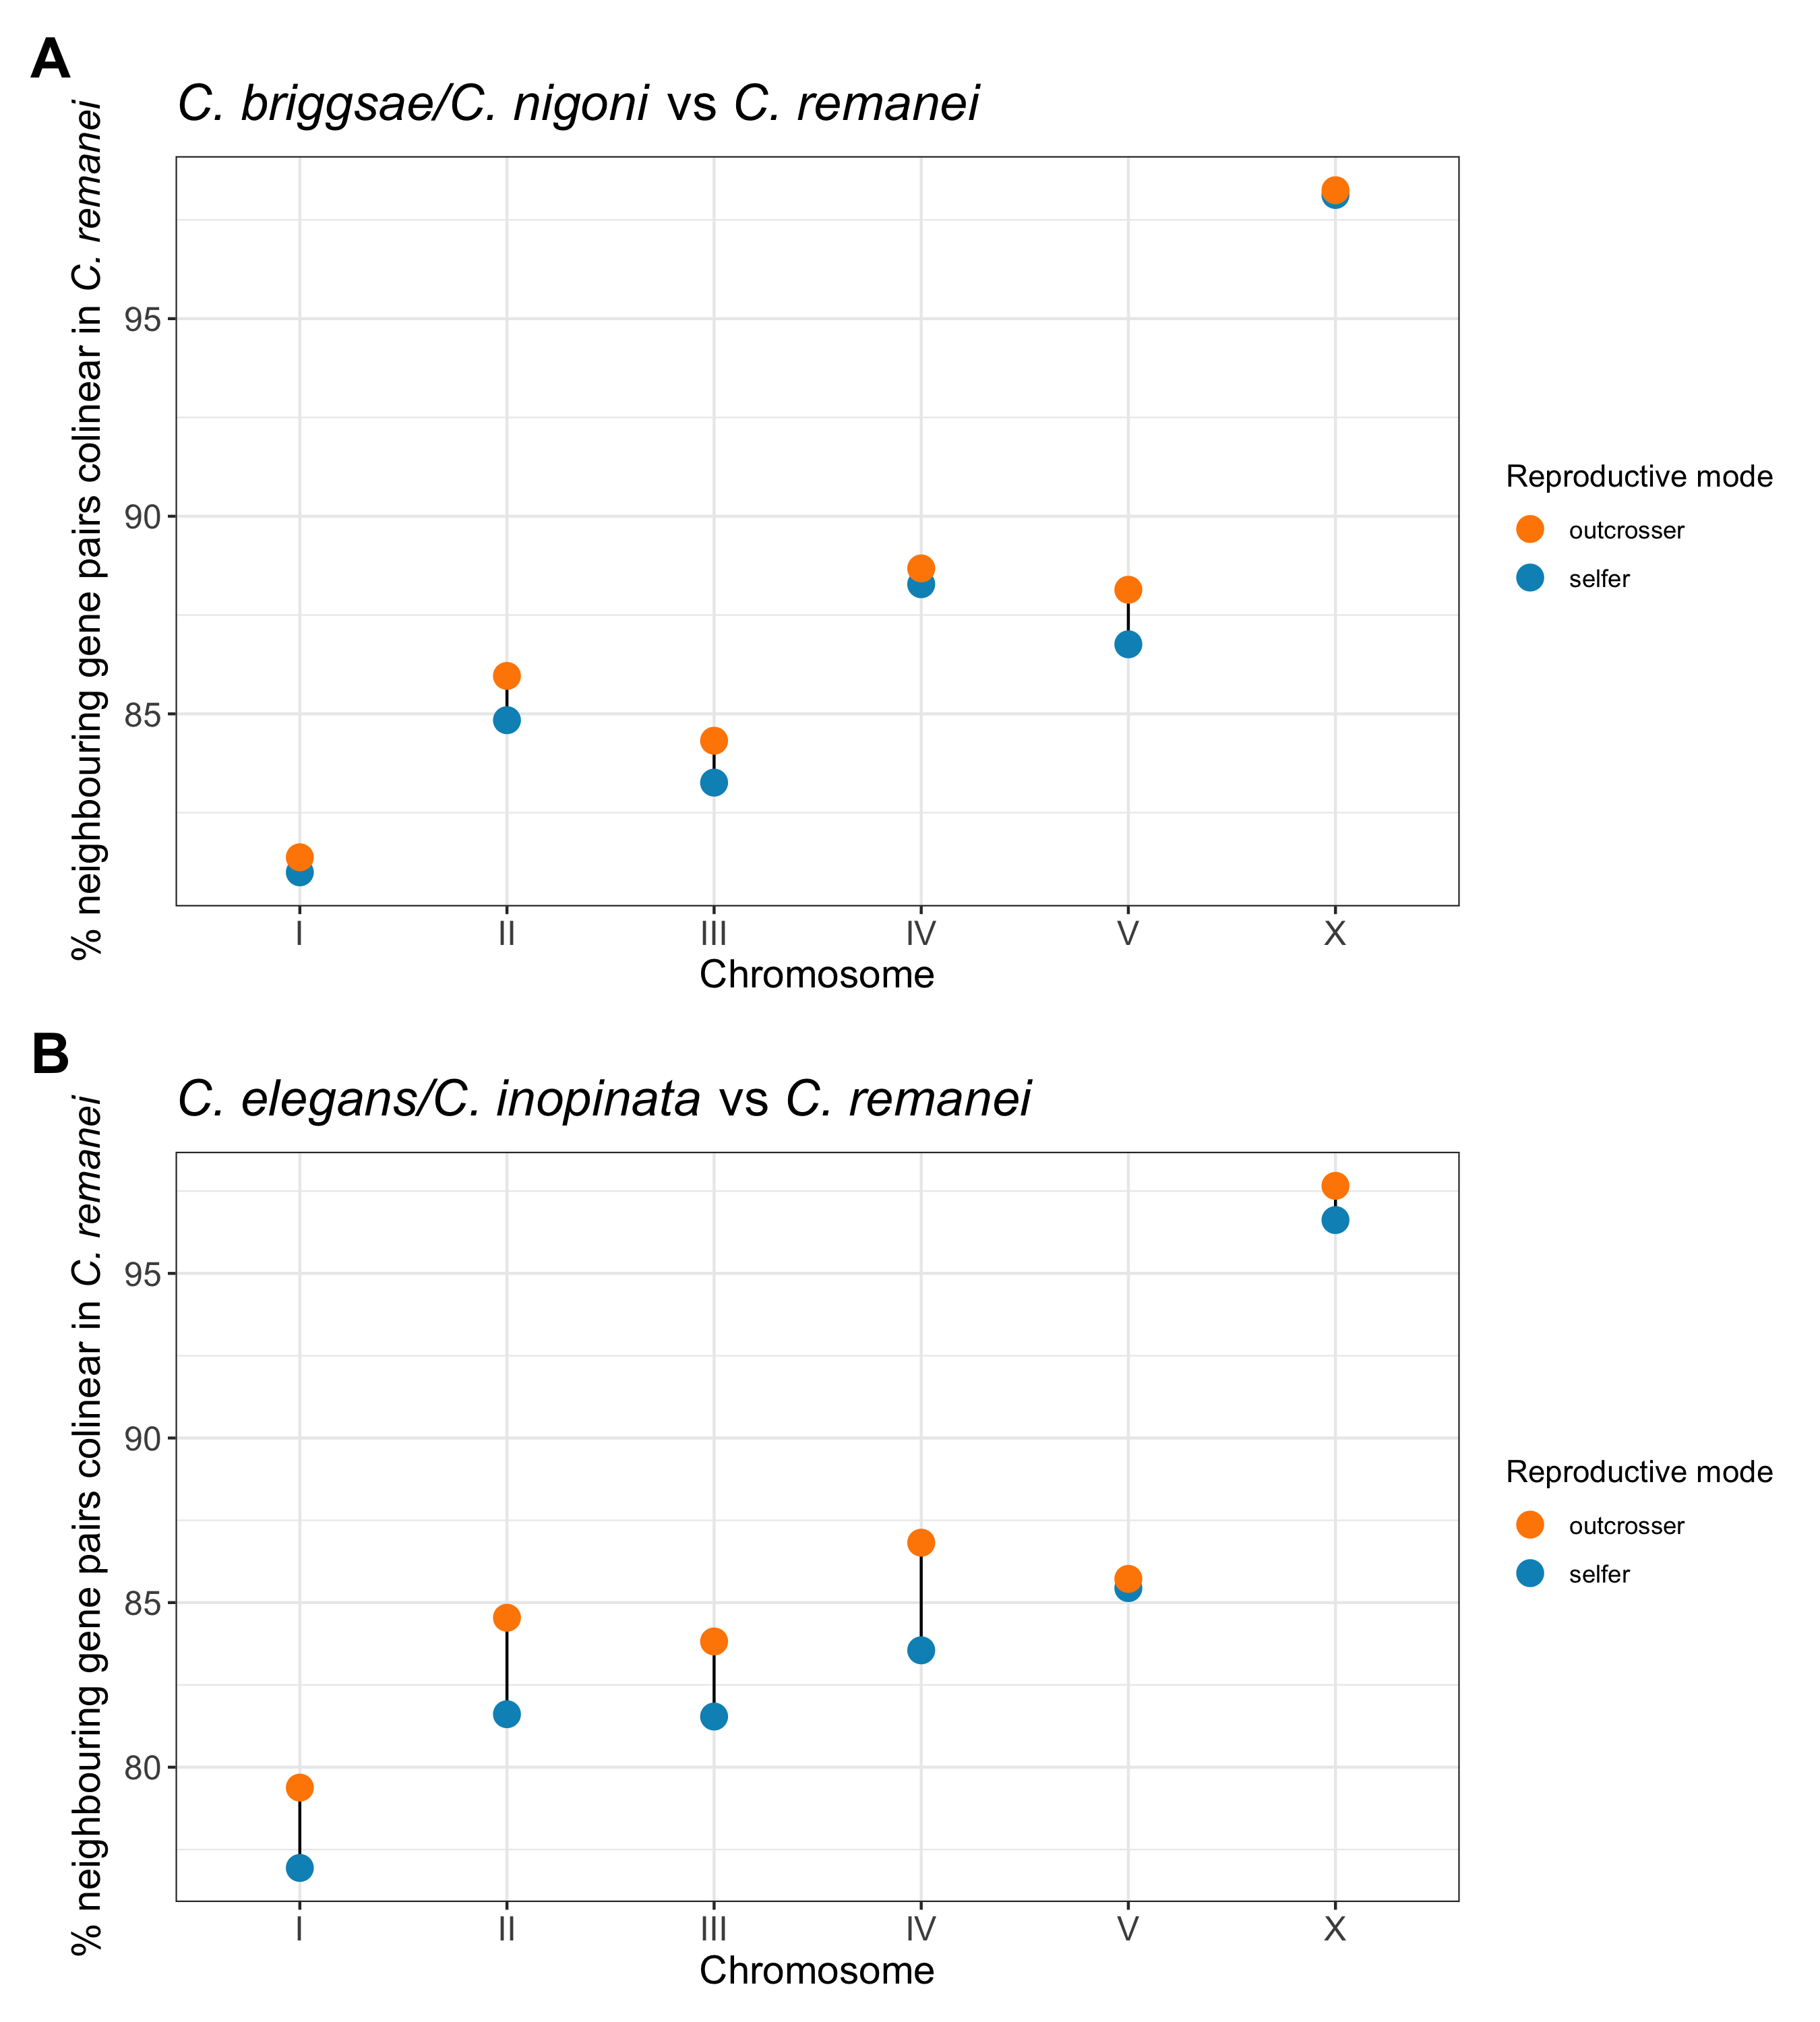 A
C. briggsae/C. nigoni vs C. remanei
% neighbouring gene pairs colinear in C. remanei
95
90
85
I II III IV V X
Chromosome
Reproductive mode
outcrosser
selfer
B
C. elegans/C. inopinata vs C. remanei
% neighbouring gene pairs colinear in C. remanei
95
90
85
80
I II III IV V X
Chromosome
Reproductive mode
outcrosser
selfer